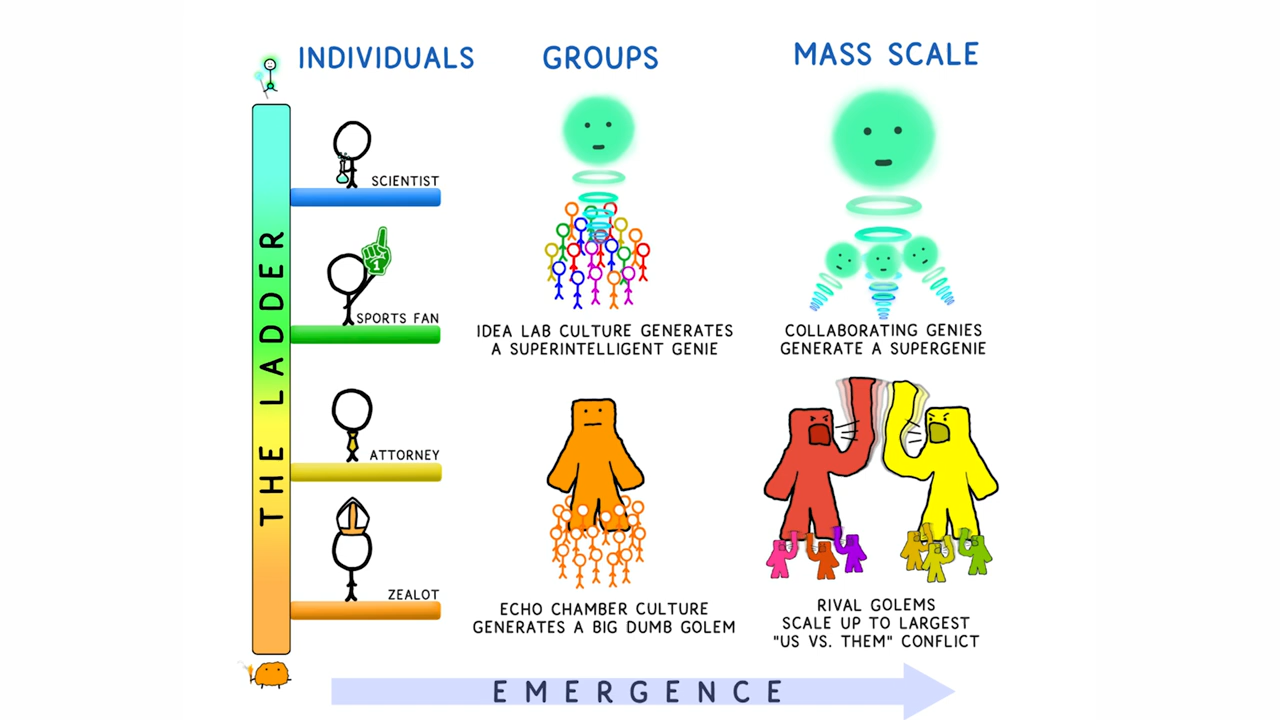 INDIVIDUALS
GROUPS
MASS SCALE
THE LADDER
SCIENTIST
1
SPORTS FAN
ATTORNEY
ZEALOT
IDEA LAB CULTURE GENERATES
A SUPERINTELLIGENT GENIE
COLLABORATING GENIES
GENERATE A SUPERGENIE
ECHO CHAMBER CULTURE
GENERATES A BIG DUMB GOLEM
RIVAL GOLEMS
SCALE UP TO LARGEST
"US VS. THEM" CONFLICT
EMERGENCE